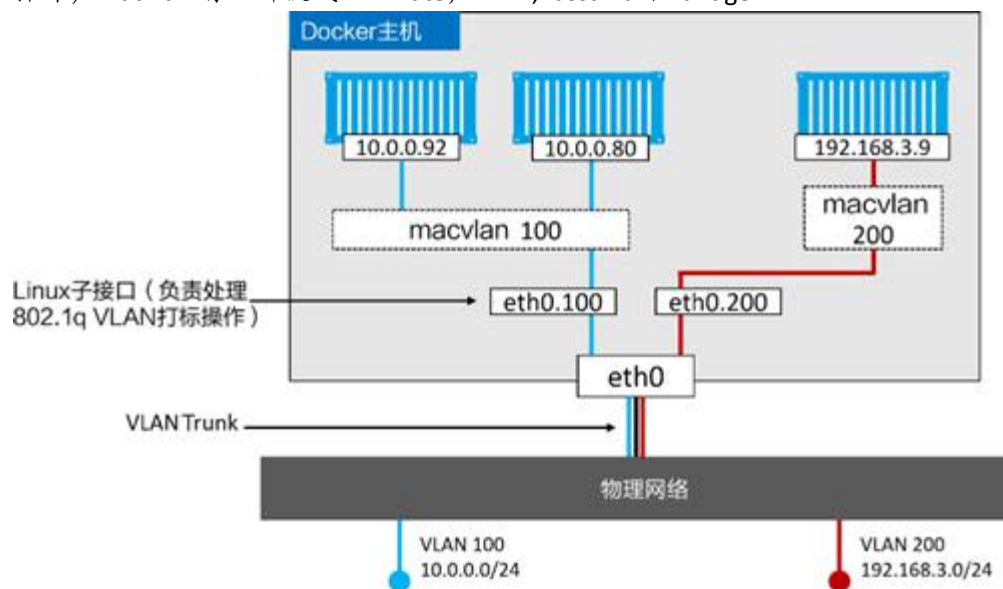 Docker主机
10.0.0.92
10.0.0.80
192.168.3.9
macvlan 100
macvlan
200
Linux子接口（负责处理
802.1q VLAN打标操作）
eth0.100
eth0.200
eth0
VLAN Trunk
物理网络
VLAN 100
10.0.0.0/24
VLAN 200
192.168.3.0/24